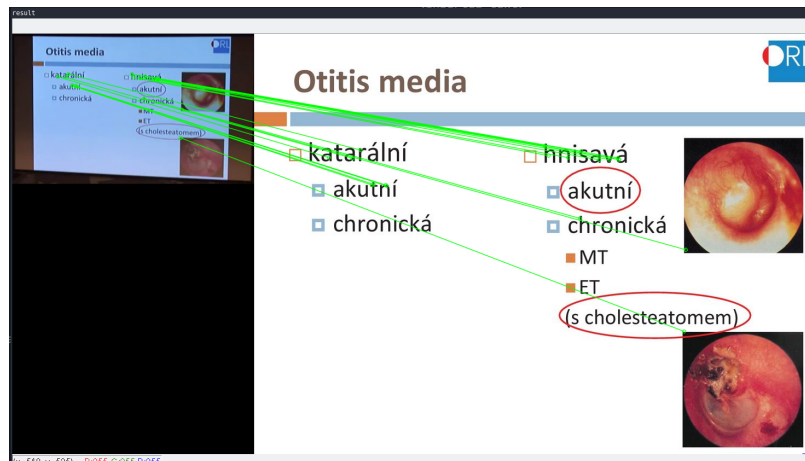 result
Otitis media
katarální
akutní
chronická
hnisavá
akutní
chronická
MT
ET
(s cholesteatomem)
Otitis media
katarální
akutní
chronická
hnisavá
akutní
chronická
MT
ET
(s cholesteatomem)